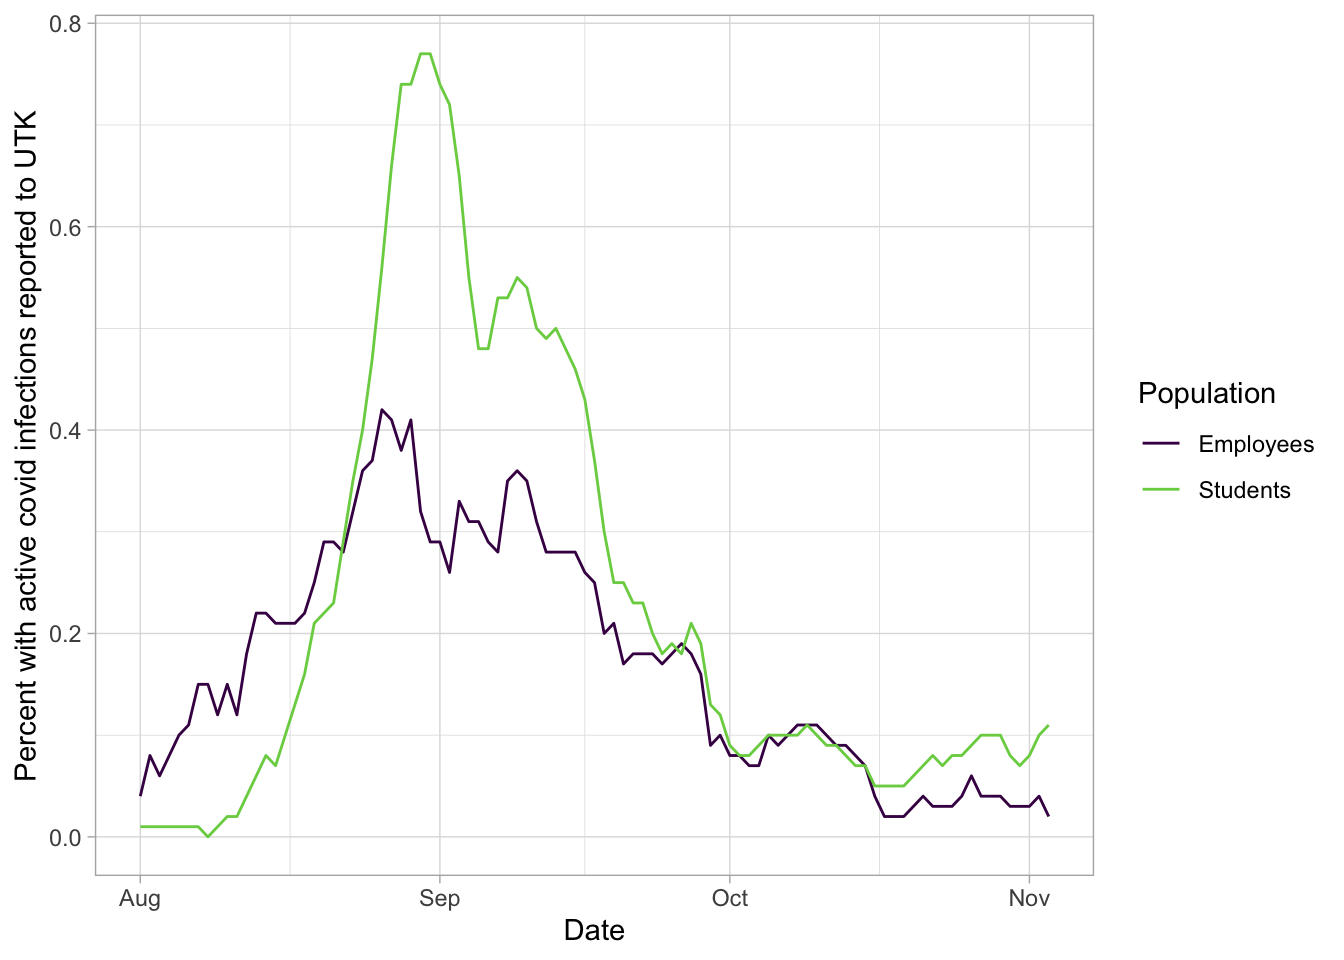 Percent with active covid infections reported to UTK
0.8
0.6
0.4
0.2
0.0
Aug Sep Oct Nov
Date
Population
Employees
Students